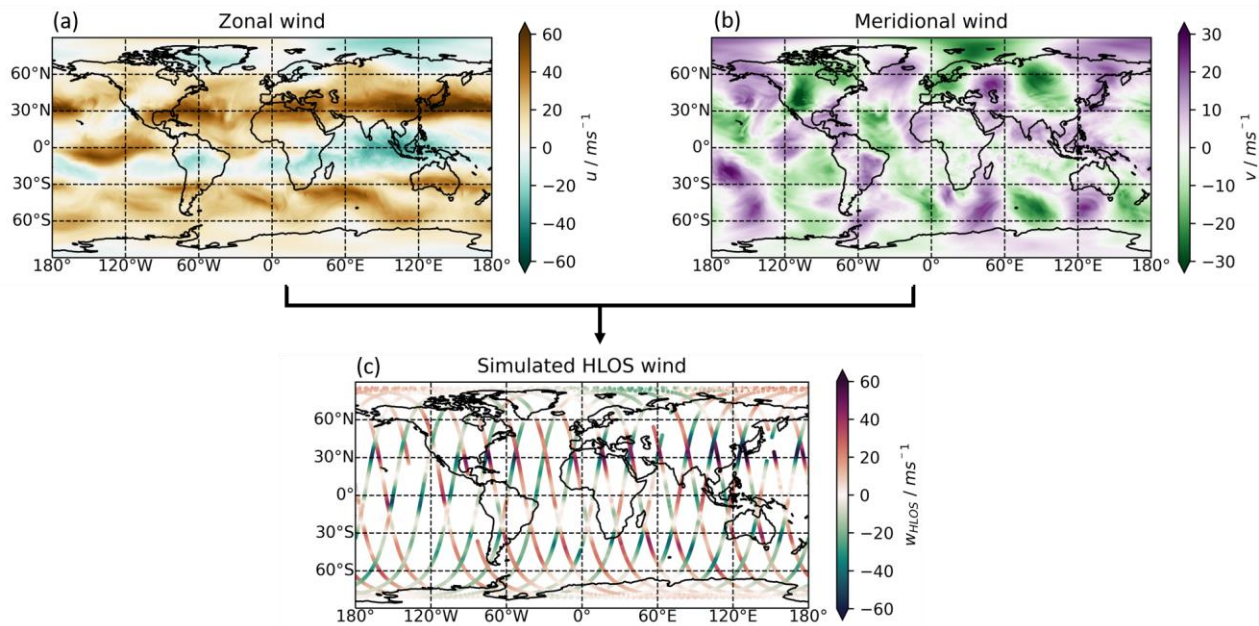 (a) Zonal wind
60°N
30°N
0°
30°S
60°S
180° 120°W 60°W 0° 60°E 120°E 180°
60
40
20
0
−20
−40
−60
u / ms⁻¹
(b) Meridional wind
60°N
30°N
0°
30°S
60°S
180° 120°W 60°W 0° 60°E 120°E 180°
30
20
10
0
−10
−20
−30
v / ms⁻¹
(c) Simulated HLOS wind
60°N
30°N
0°
30°S
60°S
180° 120°W 60°W 0° 60°E 120°E 180°
60
40
20
0
−20
−40
−60
w_HLOS / ms⁻¹